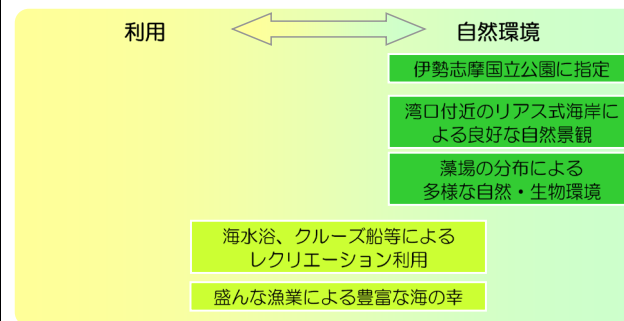 利用
自然環境
伊勢志摩国立公園に指定
湾口付近のリアス式海岸に
よる良好な自然景観
藻場の分布による
多様な自然・生物環境
海水浴、クルーズ船等による
レクリエーション利用
盛んな漁業による豊富な海の幸